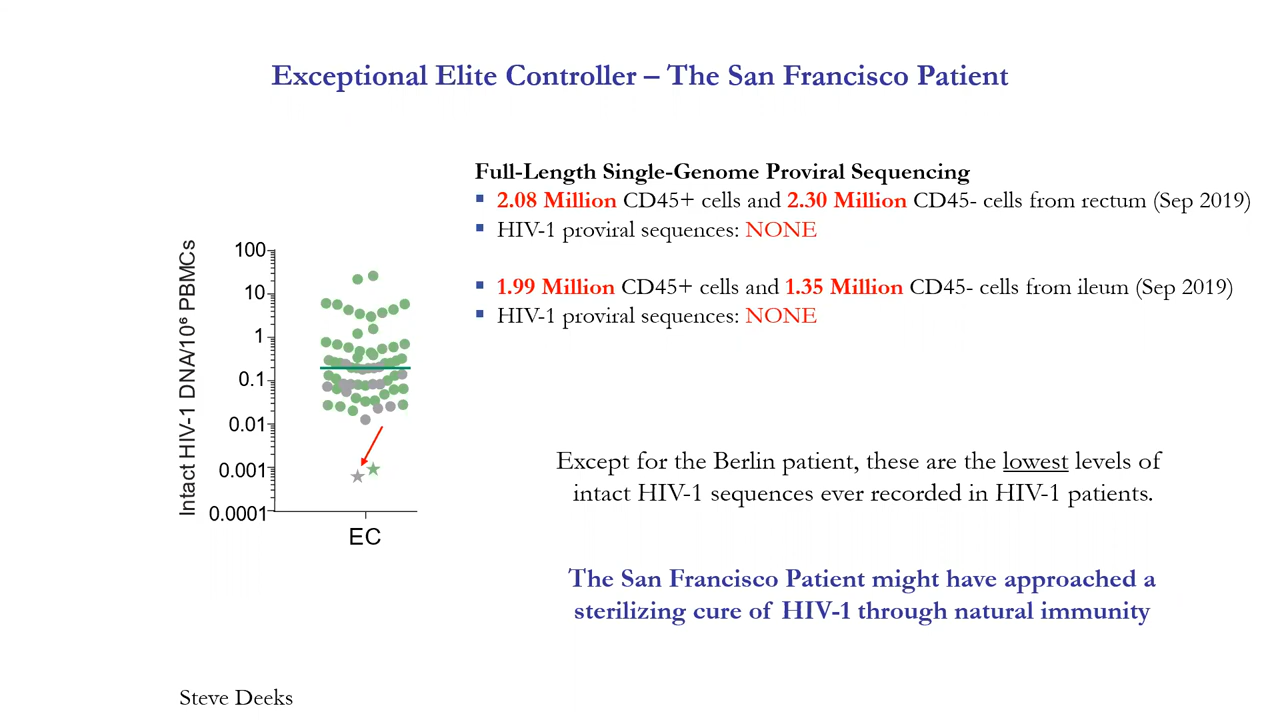 Exceptional Elite Controller – The San Francisco Patient
Full-Length Single-Genome Proviral Sequencing
▪ 2.08 Million CD45+ cells and 2.30 Million CD45- cells from rectum (Sep 2019)
▪ HIV-1 proviral sequences: NONE
▪ 1.99 Million CD45+ cells and 1.35 Million CD45- cells from ileum (Sep 2019)
▪ HIV-1 proviral sequences: NONE
Intact HIV-1 DNA/10⁶ PBMCs
100
10
1
0.1
0.01
0.001
0.0001
EC
Except for the Berlin patient, these are the lowest levels of
intact HIV-1 sequences ever recorded in HIV-1 patients.
The San Francisco Patient might have approached a
sterilizing cure of HIV-1 through natural immunity
Steve Deeks